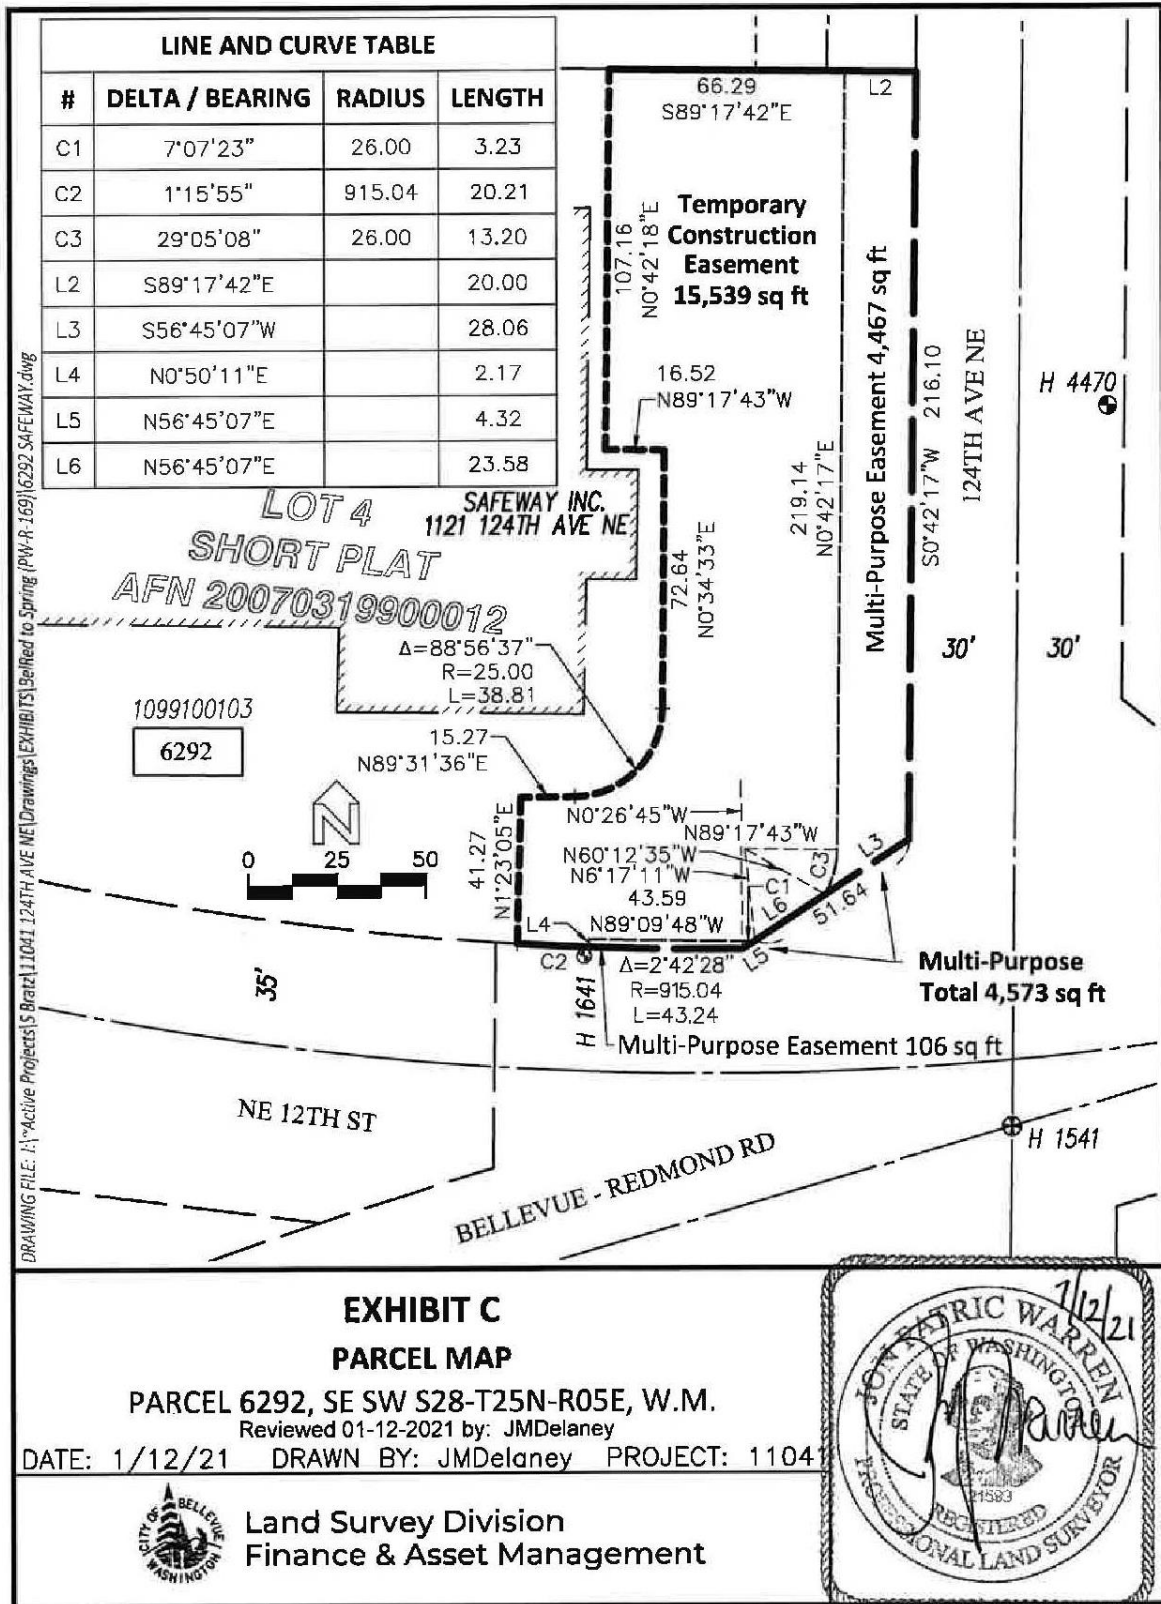 LINE AND CURVE TABLE
# DELTA / BEARING RADIUS LENGTH
C1 7°07'23" 26.00 3.23
C2 1°15'55" 915.04 20.21
C3 29°05'08" 26.00 13.20
L2 S89°17'42"E 20.00
L3 S56°45'07"W 28.06
L4 N0°50'11"E 2.17
L5 N56°45'07"E 4.32
L6 N56°45'07"E 23.58
66.29
S89°17'42"E
L2
107.16
N0°42'18"E
Temporary
Construction
Easement
15,539 sq ft
Multi-Purpose Easement 4,467 sq ft
S0°42'17"W 216.10
124TH AVE NE
H 4470
16.52
N89°17'43"W
219.14
N0°42'17"E
LOT 4
SHORT PLAT
AFN 20070319900012
SAFEWAY INC.
1121 124TH AVE NE
72.64
N0°34'33"E
30'
30'
Δ=88°56'37"
R=25.00
L=38.81
1099100103
6292
15.27
N89°31'36"E
N
0 25 50
41.27
N1°23'05"E
N0°26'45"W
N89°17'43"W
N60°12'35"W
N6°17'11"W
43.59
N89°09'48"W
C3
L3
C1
L6
51.64
L4
C2
L5
Δ=2°42'28"
R=915.04
L=43.24
H 1641
Multi-Purpose
Total 4,573 sq ft
Multi-Purpose Easement 106 sq ft
35'
NE 12TH ST
BELLEVUE - REDMOND RD
H 1541
DRAWING FILE: I:\~Active Projects\S Bratz\11041 124TH AVE NE\Drawings\EXHIBITS\BelRed to Spring (PW-R-169)\6292 SAFEWAY.dwg
EXHIBIT C
PARCEL MAP
PARCEL 6292, SE SW S28-T25N-R05E, W.M.
Reviewed 01-12-2021 by: JMDelaney
DATE: 1/12/21 DRAWN BY: JMDelaney PROJECT: 11041
CITY OF BELLEVUE
WASHINGTON
Land Survey Division
Finance & Asset Management
1/12/21
JON PATRIC WARREN
STATE OF WASHINGTON
21583
REGISTERED
PROFESSIONAL LAND SURVEYOR